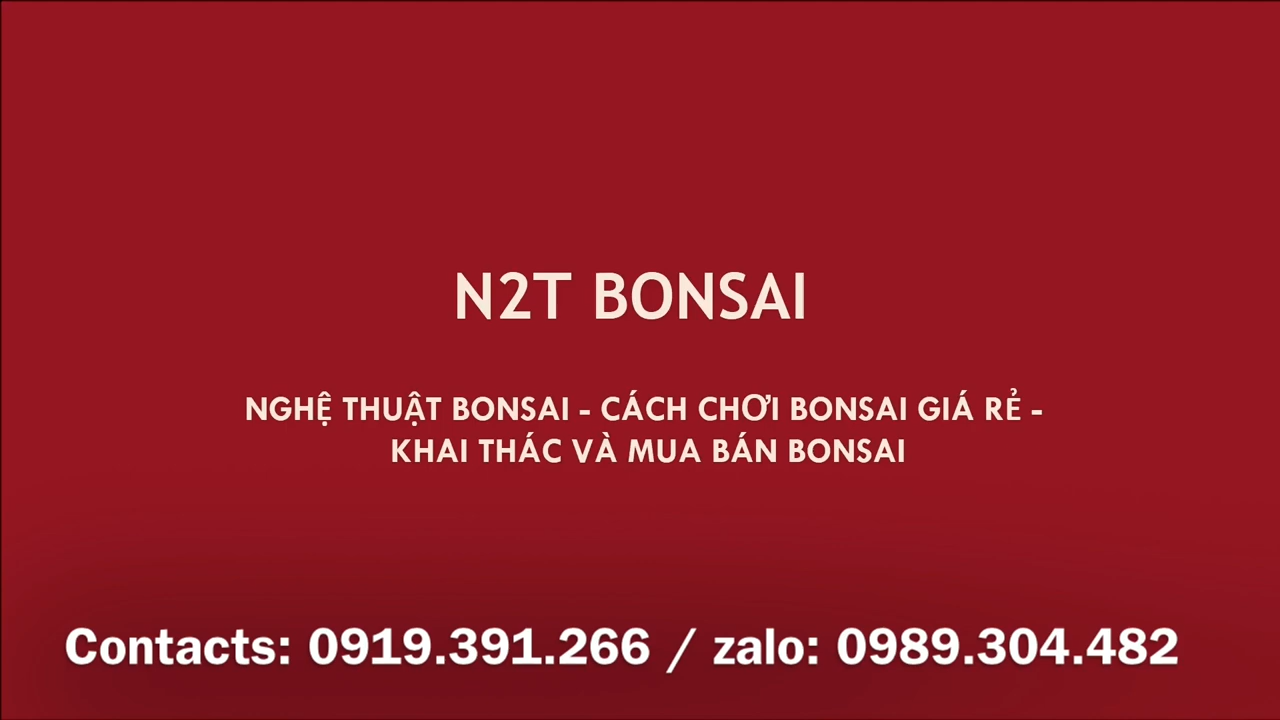 N2T BONSAI
NGHỆ THUẬT BONSAI - CÁCH CHƠI BONSAI GIÁ RẺ -
KHAI THÁC VÀ MUA BÁN BONSAI
Contacts: 0919.391.266 / zalo: 0989.304.482